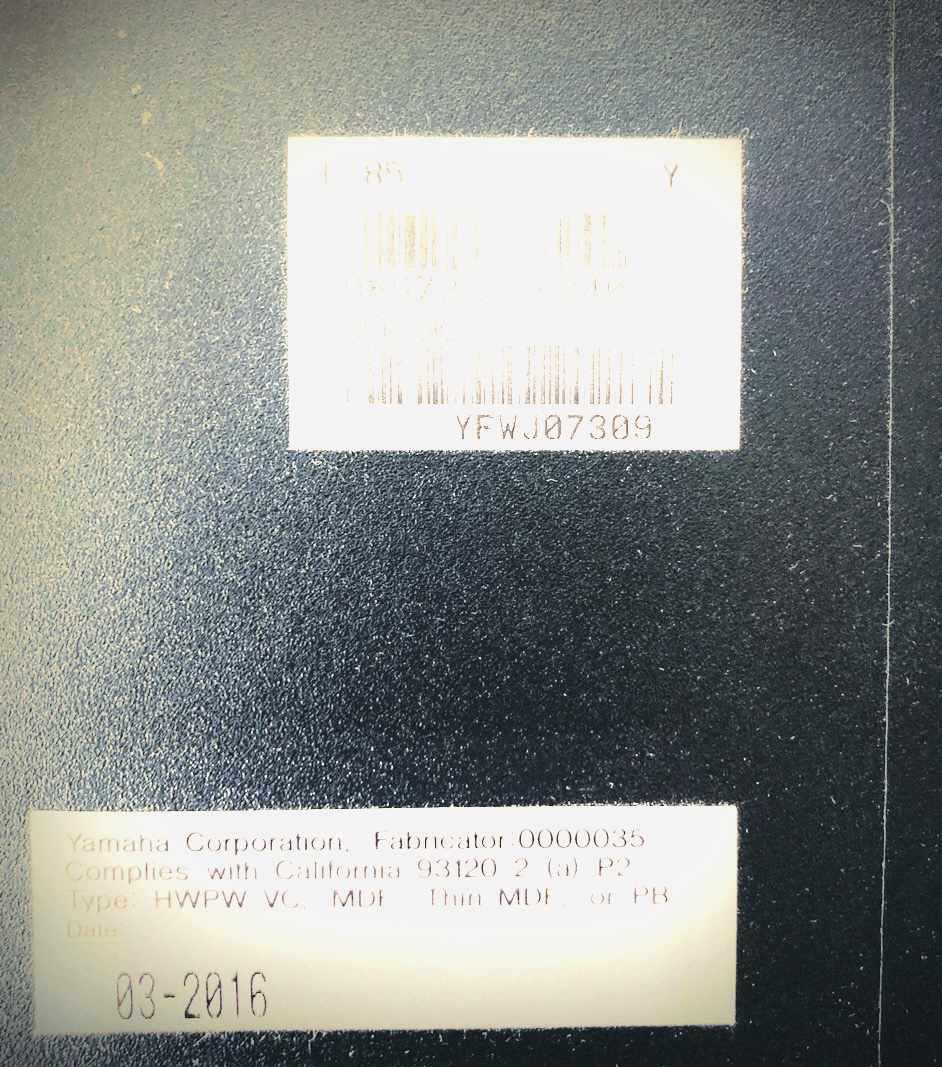 L 85 Y
YFWJ07309
Yamaha Corporation, Fabricator:0000035
Complies with California 93120 2 (a) P2
Type: HWPW VC, MDF, Thin MDF, or PB
Date:
03-2016